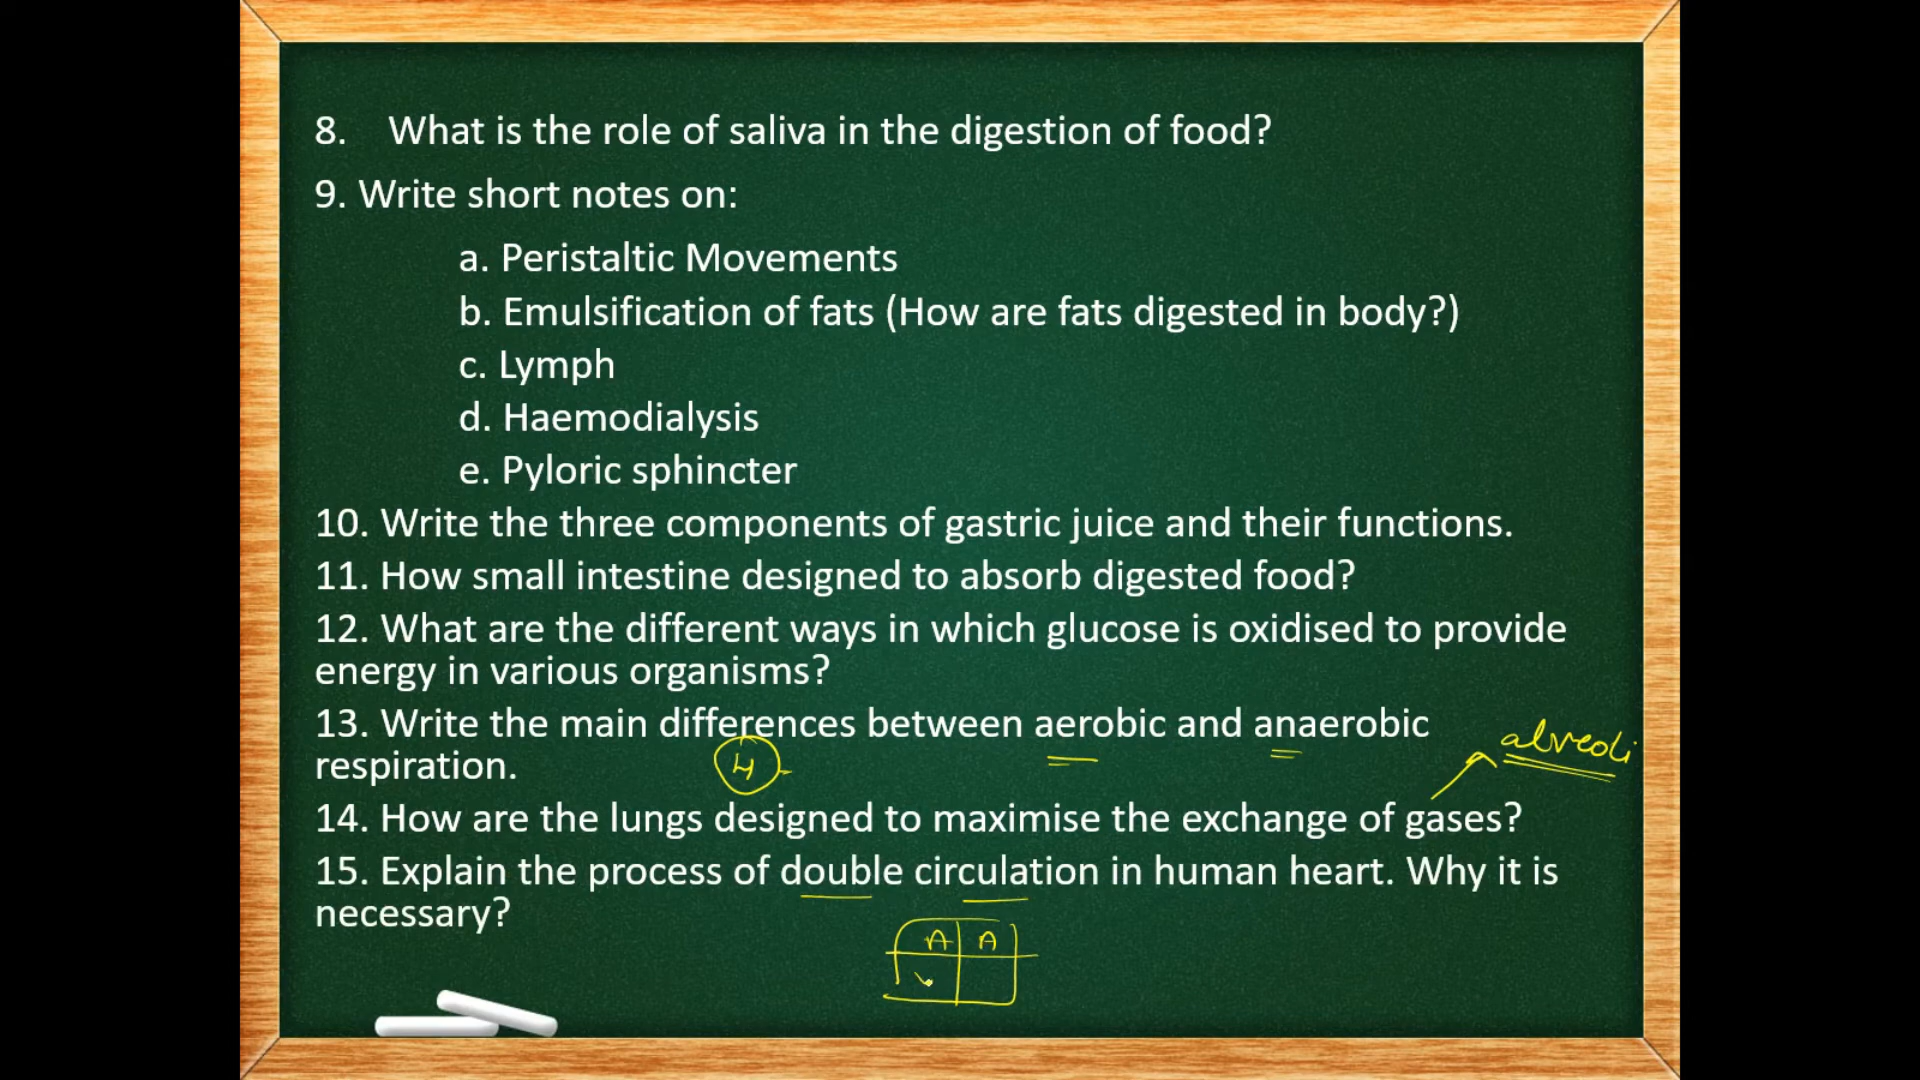 8. What is the role of saliva in the digestion of food?
9. Write short notes on:
a. Peristaltic Movements
b. Emulsification of fats (How are fats digested in body?)
c. Lymph
d. Haemodialysis
e. Pyloric sphincter
10. Write the three components of gastric juice and their functions.
11. How small intestine designed to absorb digested food?
12. What are the different ways in which glucose is oxidised to provide
energy in various organisms?
13. Write the main differences between aerobic and anaerobic
alveoli
respiration.
4
14. How are the lungs designed to maximise the exchange of gases?
15. Explain the process of double circulation in human heart. Why it is
necessary?
A A